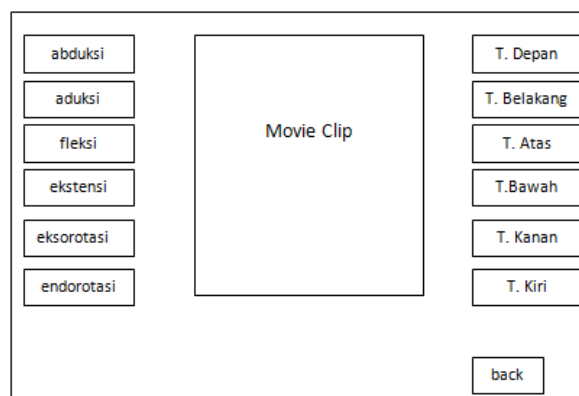 abduksi
aduksi
fleksi
ekstensi
eksorotasi
endorotasi
Movie Clip
T. Depan
T. Belakang
T. Atas
T.Bawah
T. Kanan
T. Kiri
back